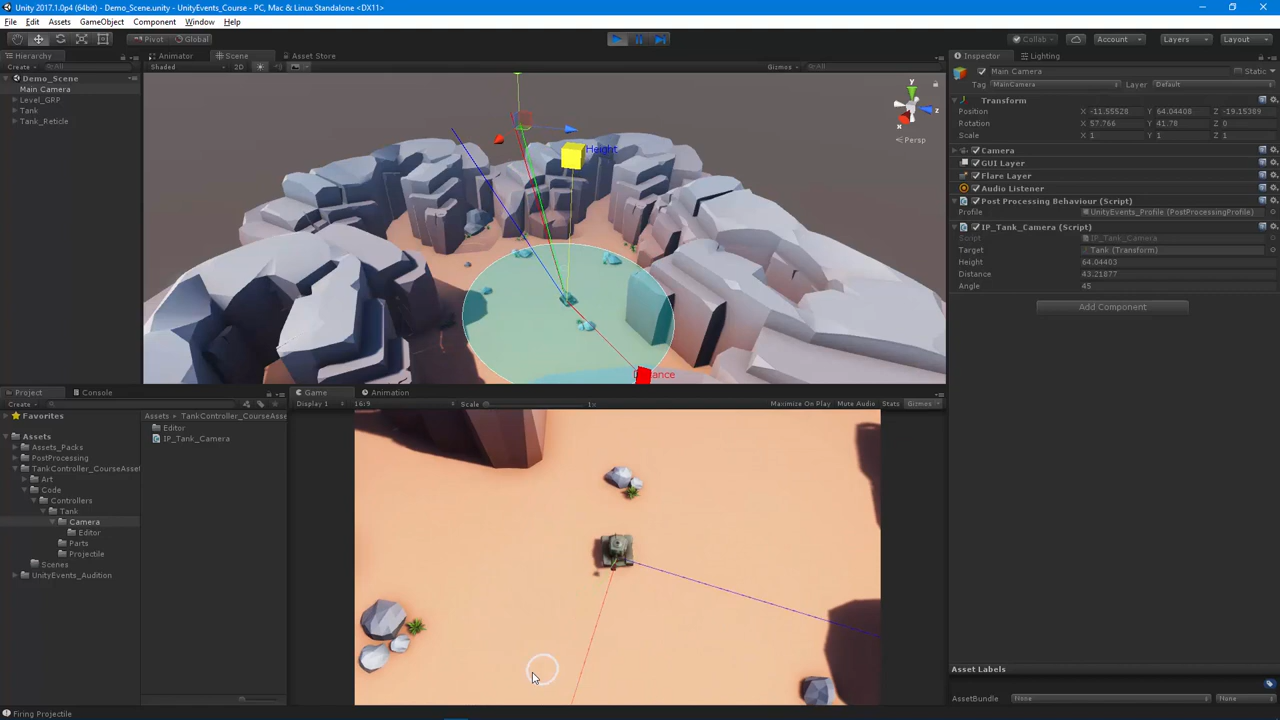 Unity 2017.1.0p4 (64bit) - Demo_Scene.unity - UnityEvents_Course - PC, Mac & Linux Standalone <DX11>
File Edit Assets GameObject Component Window Help
Pivot Global Collab Account Layers Layout
Hierarchy
Create All
Demo_Scene
Main Camera
Level_GRP
Tank
Tank_Reticle
Animator Scene Asset Store
Shaded 2D Gizmos All
y
z
x
Persp
Height
Distance
Inspector Lighting
Main Camera Static
Tag MainCamera Layer Default
Transform
Position X -11.55528 Y 64.04408 Z -19.15389
Rotation X 57.766 Y 41.78 Z 0
Scale X 1 Y 1 Z 1
Camera
GUI Layer
Flare Layer
Audio Listener
Post Processing Behaviour (Script)
Profile UnityEvents_Profile (PostProcessingProfile)
IP_Tank_Camera (Script)
Script IP_Tank_Camera
Target Tank (Transform)
Height 64.04403
Distance 43.21877
Angle 45
Add Component
Project Console
Create
Favorites
Assets
Assets_Packs
PostProcessing
TankController_CourseAsset
Art
Code
Controllers
Tank
Camera
Editor
Parts
Projectile
Scenes
UnityEvents_Audition
Assets TankController_CourseAsse
Editor
IP_Tank_Camera
Game Animation
Display 1 16:9 Scale 1x Maximize On Play Mute Audio Stats Gizmos
Asset Labels
AssetBundle None None
Firing Projectile